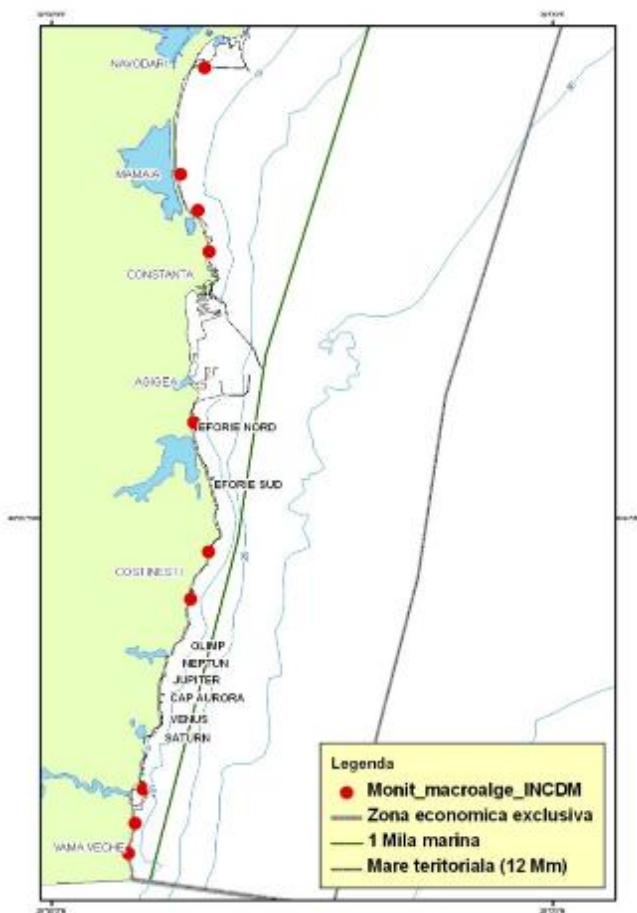 NAVODARI
MAMAIA
CONSTANTA
AGIGEA
EFORIE NORD
EFORIE SUD
COSTINESTI
OLIMP
NEPTUN
JUPITER
CAP AURORA
VENUS
SATURN
VAMA VECHE
Legenda
Monit_macroalge_INCDM
Zona economica exclusiva
1 Mila marina
Mare teritoriala (12 Mm)